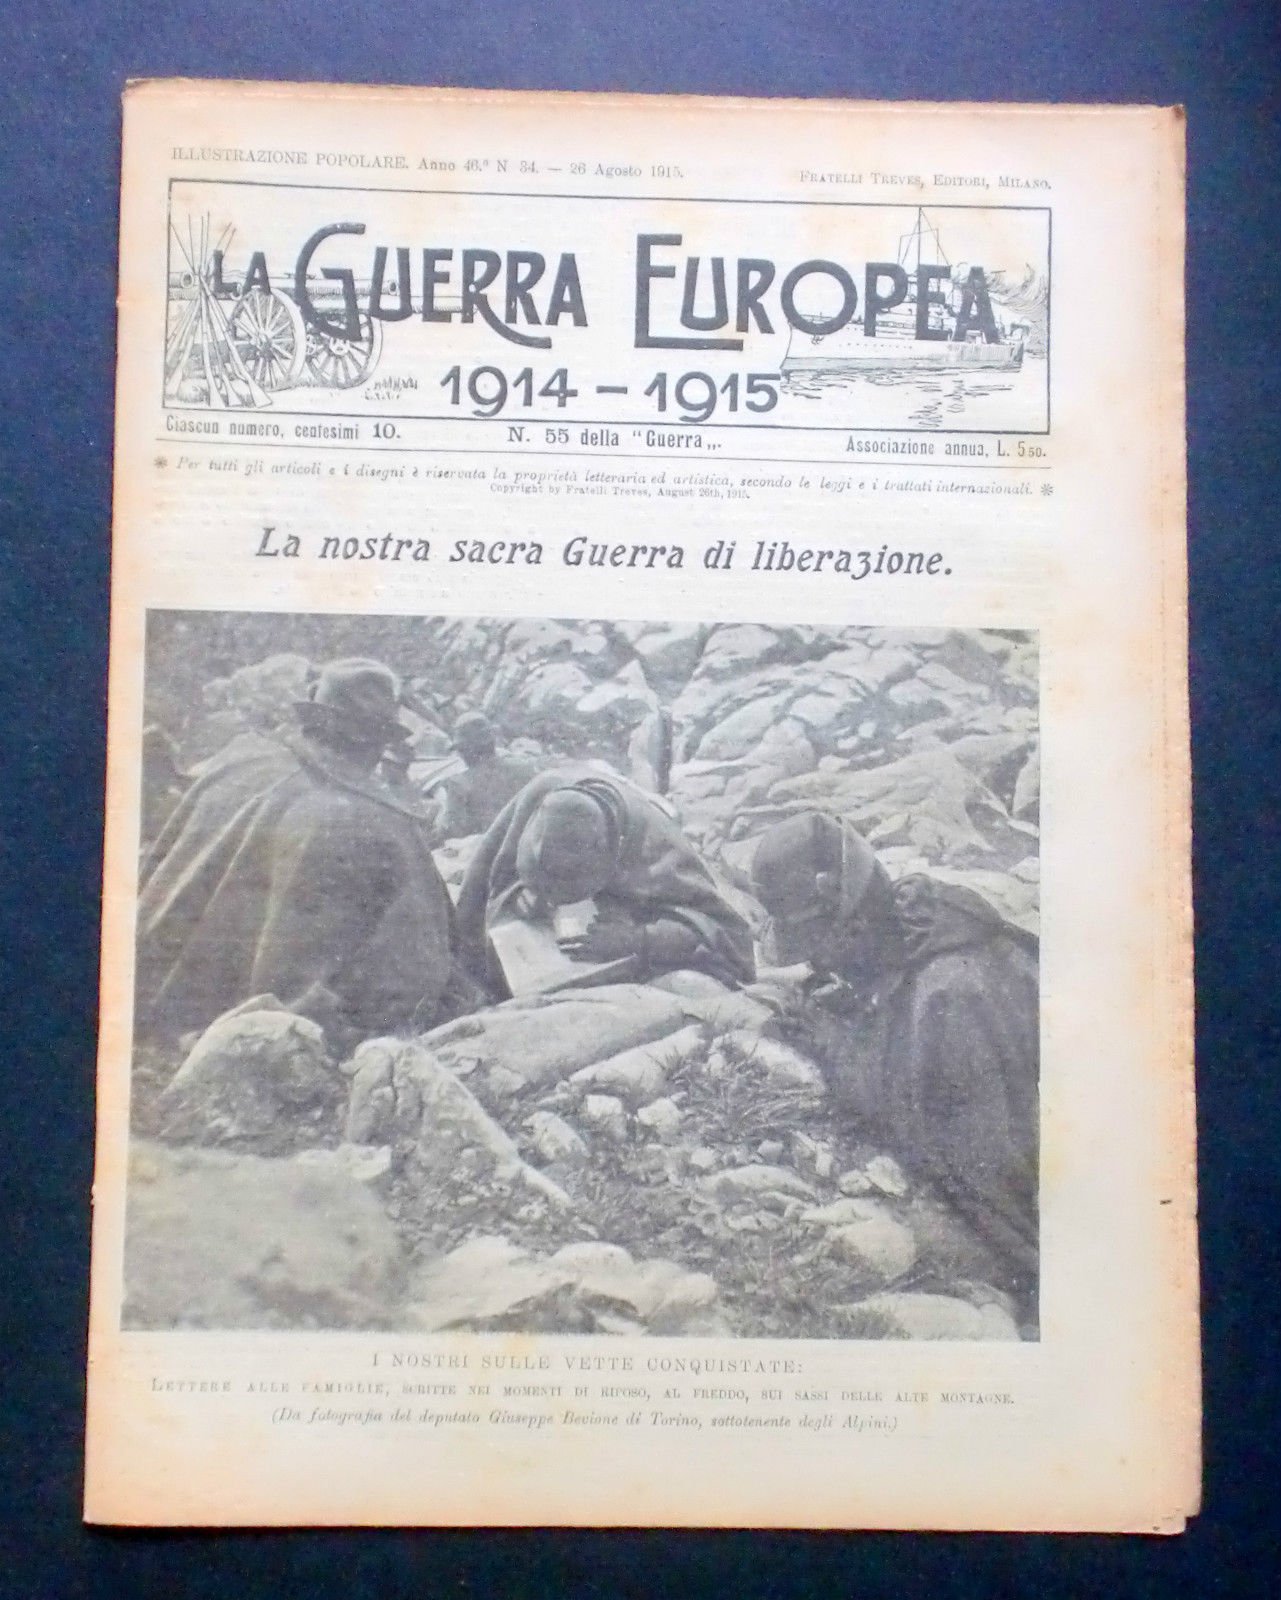 ILLUSTRAZIONE POPOLARE. Anno 46.º N 34. — 26 Agosto 1915.
FRATELLI TREVES, EDITORI, MILANO.
LA GUERRA EUROPEA
1914-1915
Ciascun numero, centesimi 10.
N. 55 della "Guerra„.
Associazione annua, L. 5 50.
* Per tutti gli articoli e i disegni è riservata la proprietà letteraria ed artistica, secondo le leggi e i trattati internazionali. *
Copyright by Fratelli Treves, August 26th, 1915.
La nostra sacra Guerra di liberazione.
I NOSTRI SULLE VETTE CONQUISTATE:
LETTERE ALLE FAMIGLIE, SCRITTE NEI MOMENTI DI RIPOSO, AL FREDDO, SUI SASSI DELLE ALTE MONTAGNE.
(Da fotografia del deputato Giuseppe Bevione di Torino, sottotenente degli Alpini.)